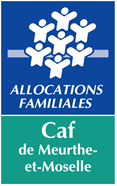 ALLOCATIONS
FAMILIALES
Caf
de Meurthe-
et-Moselle